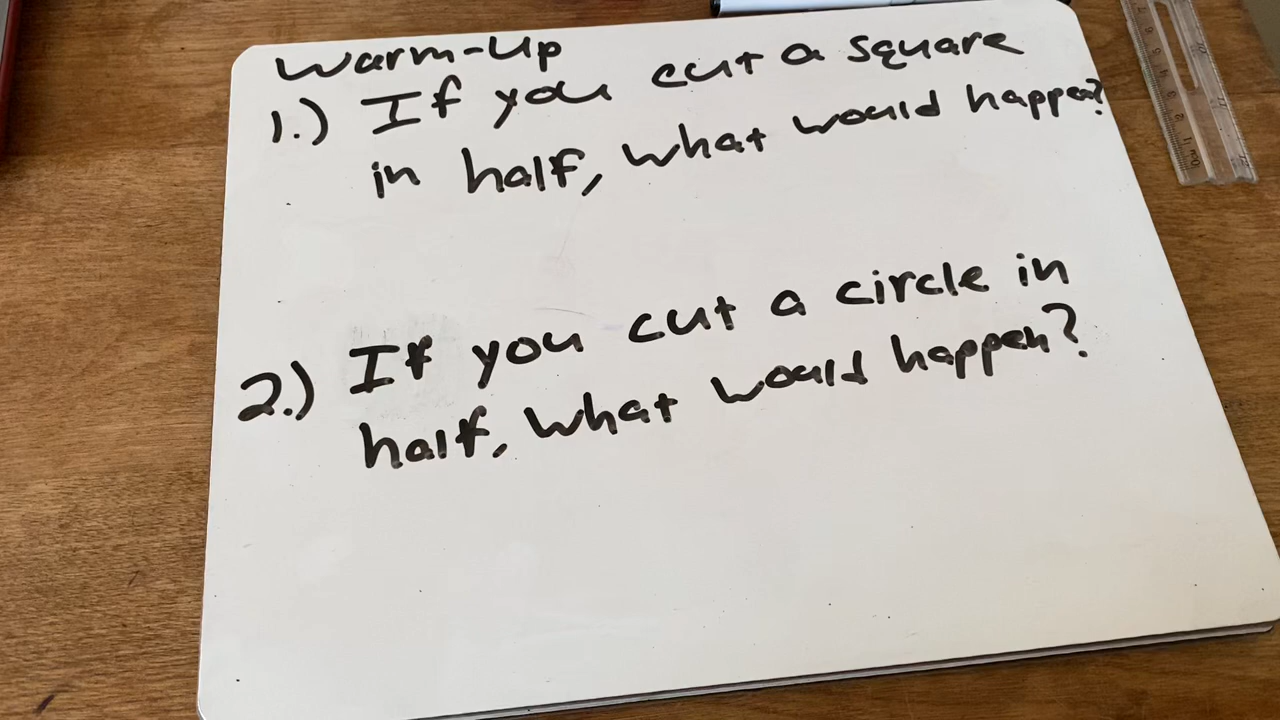 Warm-Up
1.) If you cut a square
in half, what would happen?
2.) If you cut a circle in
half, what would happen?